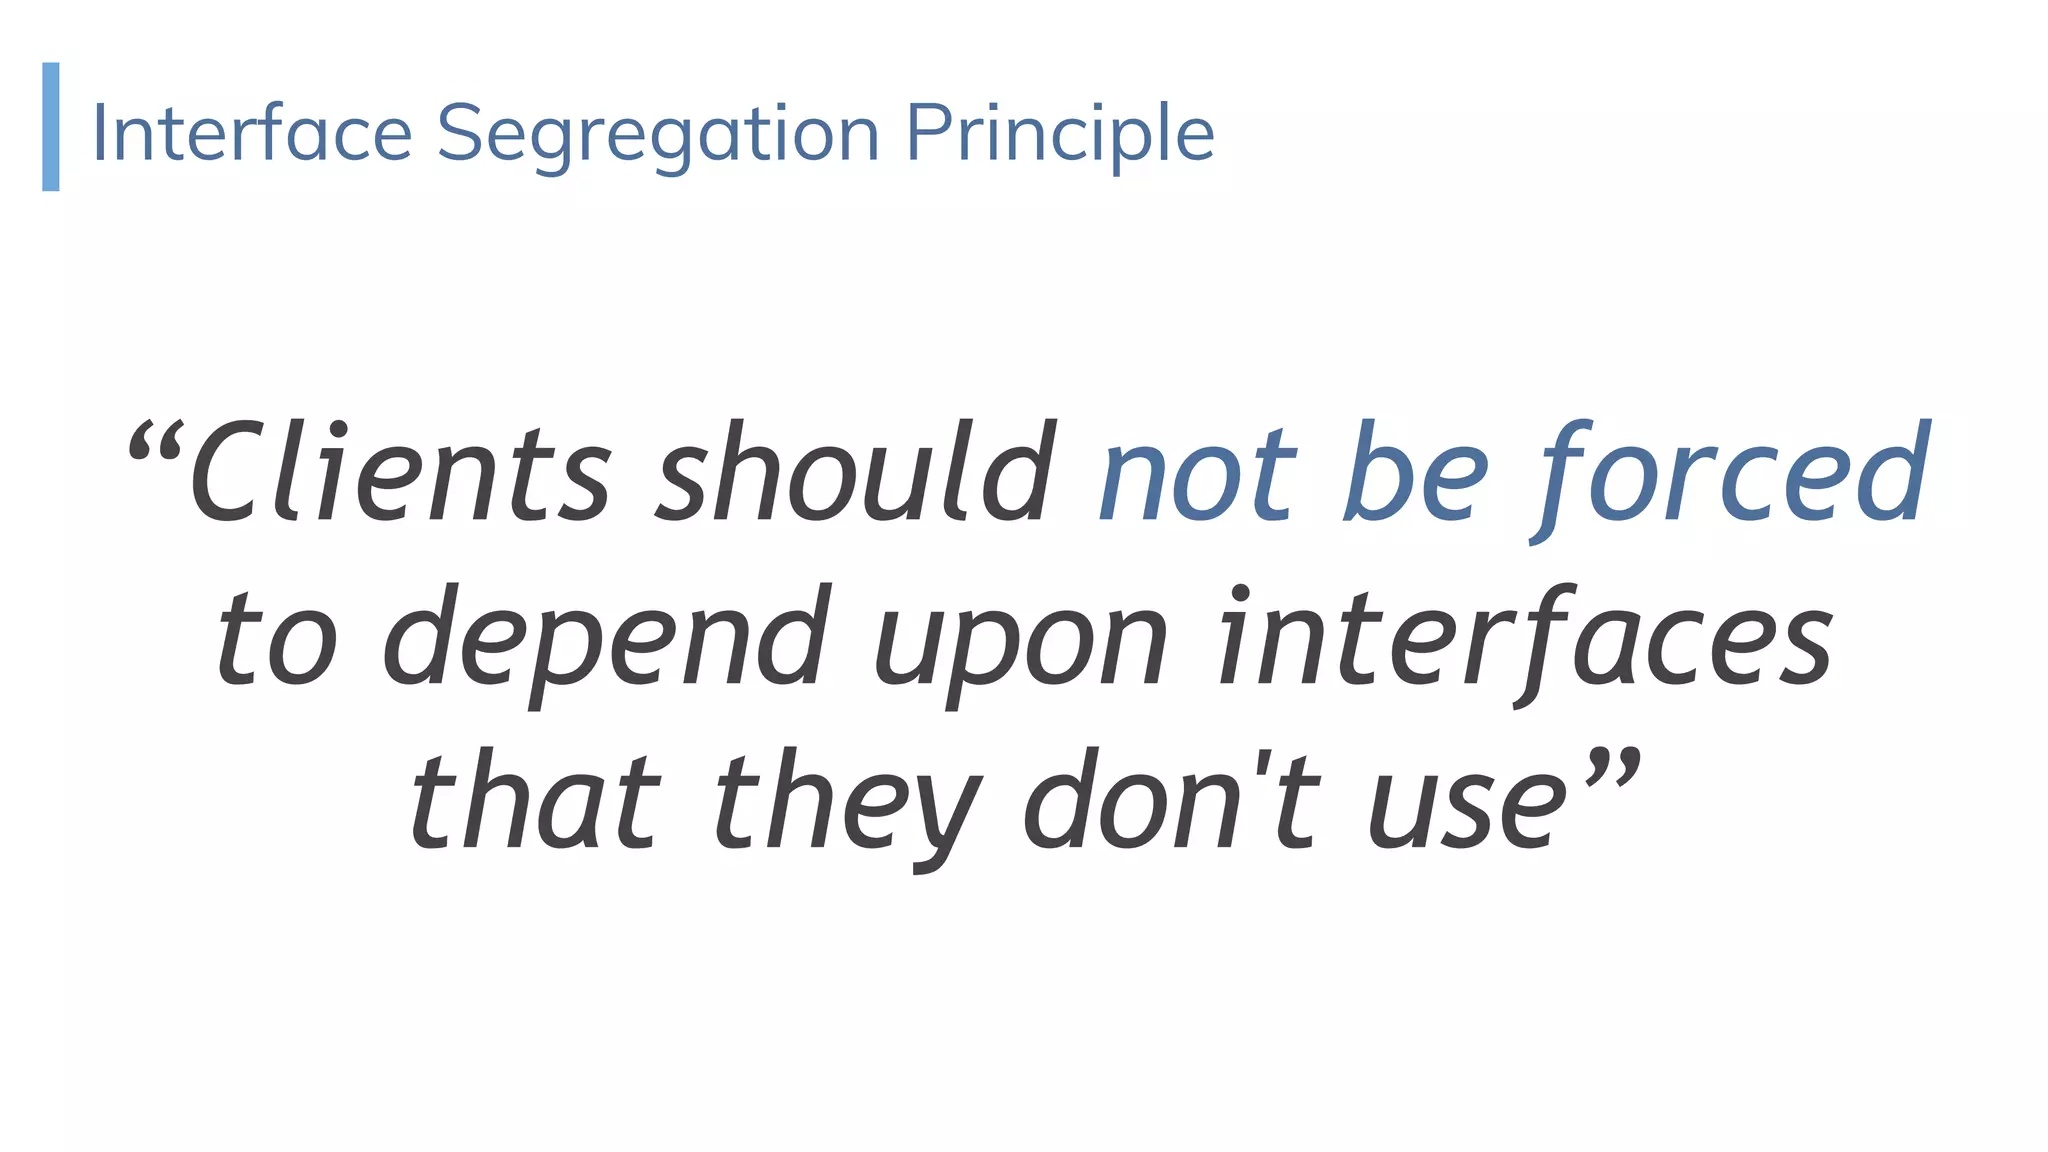 Interface Segregation Principle
“Clients should not be forced
to depend upon interfaces
that they don't use”